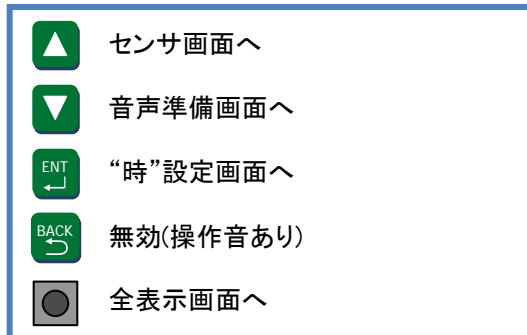 センサ画面へ
音声準備画面へ
ENT
“時”設定画面へ
BACK
無効(操作音あり)
全表示画面へ